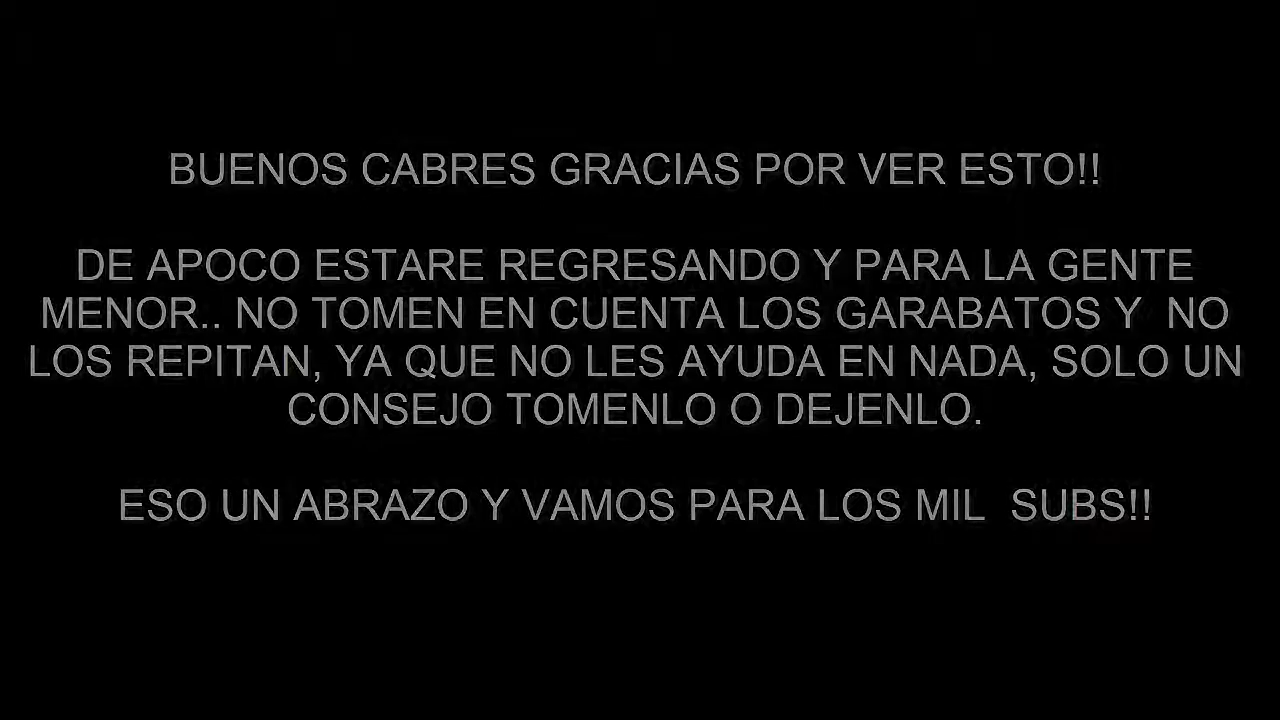 BUENOS CABRES GRACIAS POR VER ESTO!!
DE APOCO ESTARE REGRESANDO Y PARA LA GENTE
MENOR.. NO TOMEN EN CUENTA LOS GARABATOS Y  NO
LOS REPITAN, YA QUE NO LES AYUDA EN NADA, SOLO UN
CONSEJO TOMENLO O DEJENLO.
ESO UN ABRAZO Y VAMOS PARA LOS MIL  SUBS!!